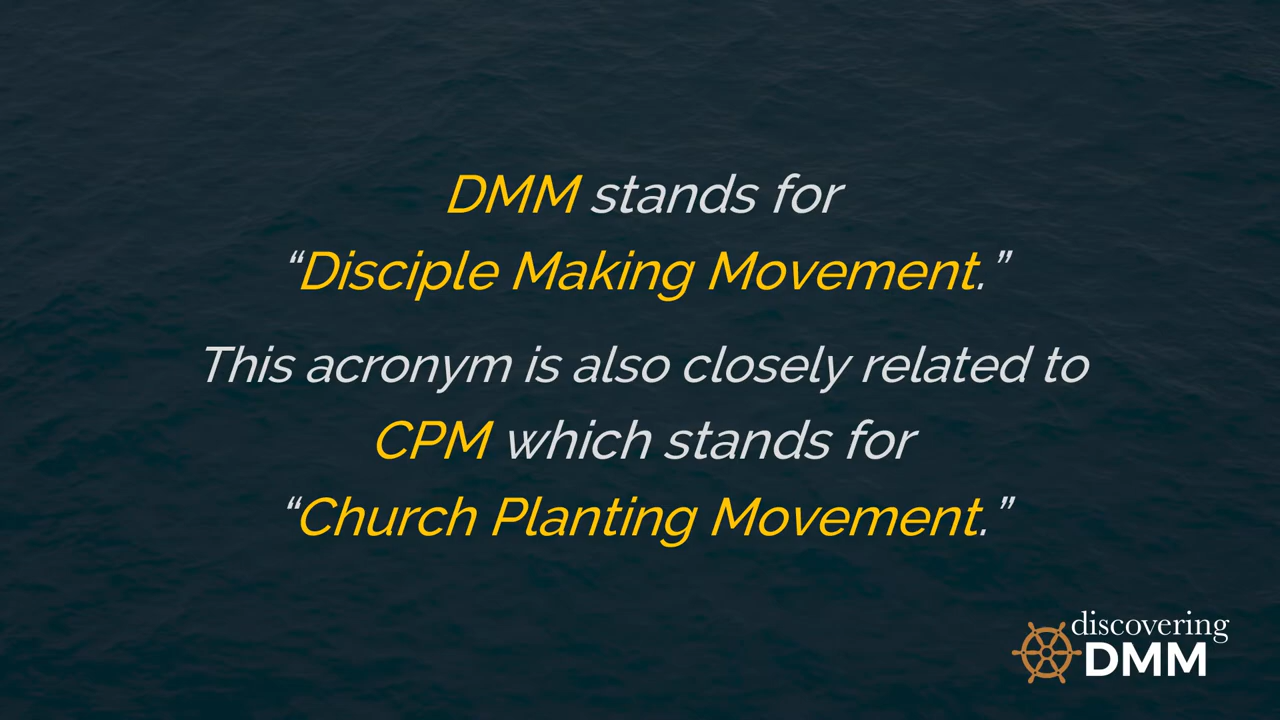 DMM stands for
“Disciple Making Movement.”
This acronym is also closely related to
CPM which stands for
“Church Planting Movement.”
discovering
DMM